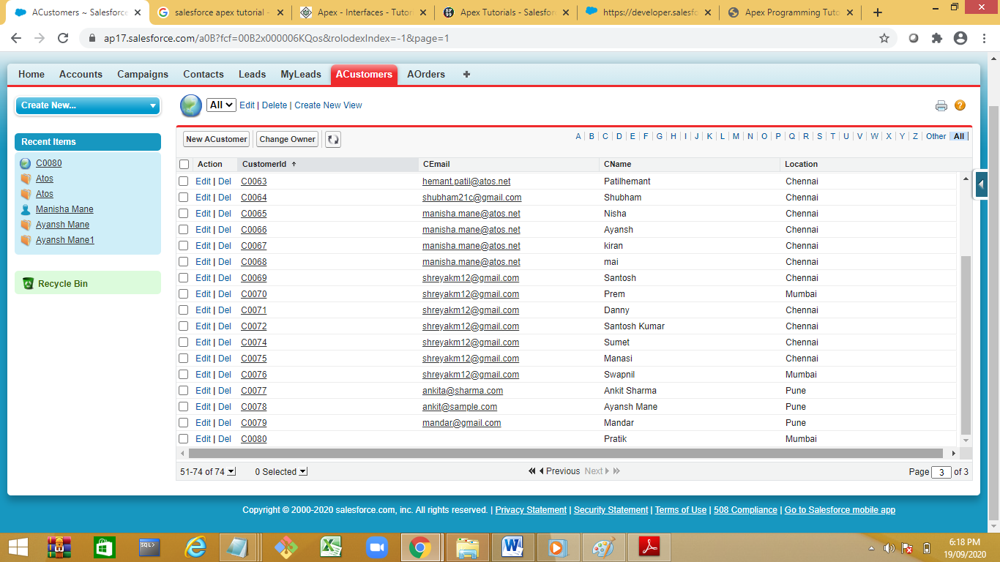 ACustomers ~ Salesforce salesforce apex tutorial - Apex - Interfaces - Tutori Apex Tutorials - Salesforc https://developer.salesfo Apex Programming Tuto
ap17.salesforce.com/a0B?fcf=00B2x000006KQos&rolodexIndex=-1&page=1
Home Accounts Campaigns Contacts Leads MyLeads ACustomers AOrders +
Create New...
Recent Items
C0080
Atos
Atos
Manisha Mane
Ayansh Mane
Ayansh Mane1
Recycle Bin
All Edit | Delete | Create New View
New ACustomer Change Owner
A | B | C | D | E | F | G | H | I | J | K | L | M | N | O | P | Q | R | S | T | U | V | W | X | Y | Z | Other | All |
Action CustomerId CEmail CName Location
Edit | Del C0063 hemant.patil@atos.net Patilhemant Chennai
Edit | Del C0064 shubham21c@gmail.com Shubham Chennai
Edit | Del C0065 manisha.mane@atos.net Nisha Chennai
Edit | Del C0066 manisha.mane@atos.net Ayansh Chennai
Edit | Del C0067 manisha.mane@atos.net kiran Chennai
Edit | Del C0068 manisha.mane@atos.net mai Chennai
Edit | Del C0069 shreyakm12@gmail.com Santosh Chennai
Edit | Del C0070 shreyakm12@gmail.com Prem Mumbai
Edit | Del C0071 shreyakm12@gmail.com Danny Chennai
Edit | Del C0072 shreyakm12@gmail.com Santosh Kumar Chennai
Edit | Del C0074 shreyakm12@gmail.com Sumet Chennai
Edit | Del C0075 shreyakm12@gmail.com Manasi Chennai
Edit | Del C0076 shreyakm12@gmail.com Swapnil Mumbai
Edit | Del C0077 ankita@sharma.com Ankit Sharma Pune
Edit | Del C0078 ankit@sample.com Ayansh Mane Pune
Edit | Del C0079 mandar@gmail.com Mandar Pune
Edit | Del C0080 Pratik Mumbai
51-74 of 74 0 Selected Previous Next Page 3 of 3
Copyright © 2000-2020 salesforce.com, inc. All rights reserved. | Privacy Statement | Security Statement | Terms of Use | 508 Compliance | Go to Salesforce mobile app
SQL>
6:18 PM
19/09/2020